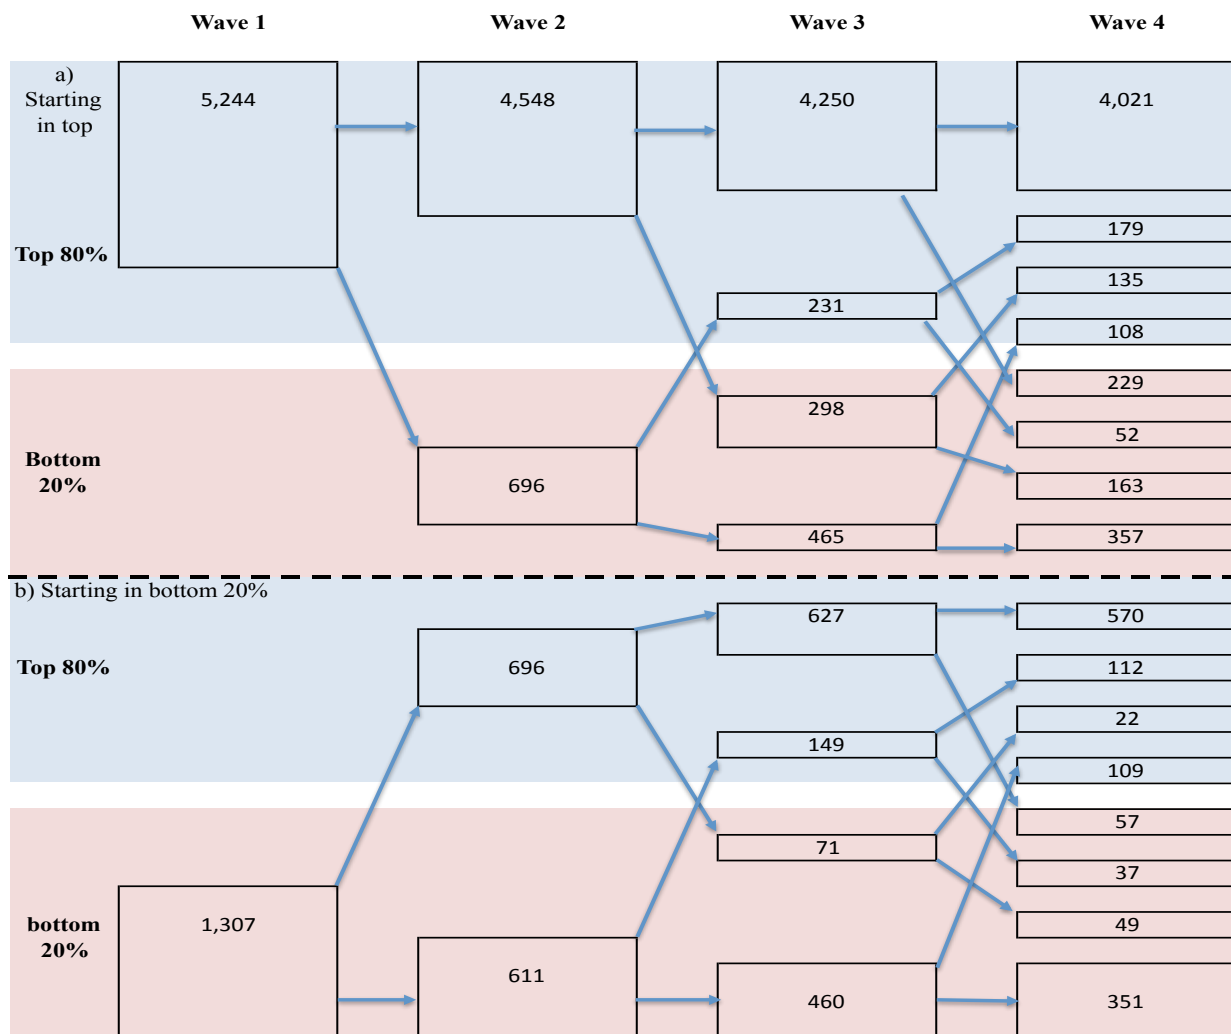 Wave 1 Wave 2 Wave 3 Wave 4
a)
Starting
in top
5,244 4,548 4,250 4,021
179
Top 80%
135
231
108
229
298
52
Bottom
20%
696
163
465 357
b) Starting in bottom 20%
627 570
Top 80%
696
112
22
149
109
57
71
37
bottom
20%
1,307
49
611
460 351